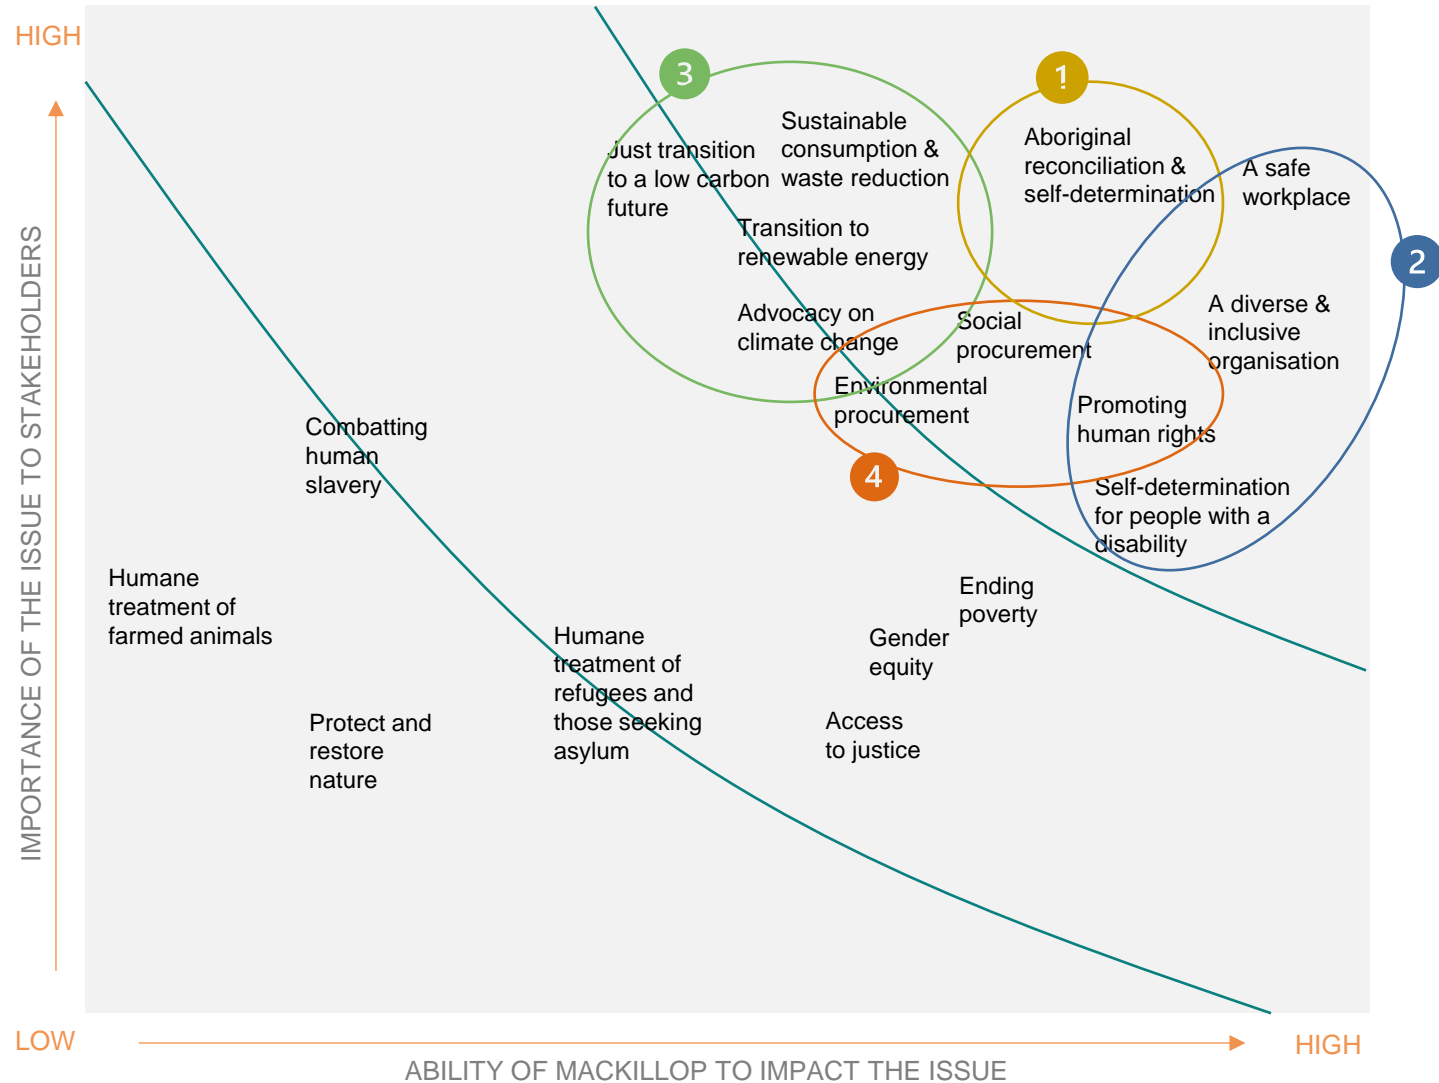 HIGH
IMPORTANCE OF THE ISSUE TO STAKEHOLDERS
3
1
2
4
Sustainable
consumption &
waste reduction
Just transition
to a low carbon
future
Transition to
renewable energy
Advocacy on
climate change
Aboriginal
reconciliation &
self-determination
A safe
workplace
A diverse &
inclusive
organisation
Social
procurement
Environmental
procurement
Promoting
human rights
Self-determination
for people with a
disability
Combatting
human
slavery
Humane
treatment of
farmed animals
Ending
poverty
Gender
equity
Humane
treatment of
refugees and
those seeking
asylum
Protect and
restore
nature
Access
to justice
LOW
HIGH
ABILITY OF MACKILLOP TO IMPACT THE ISSUE